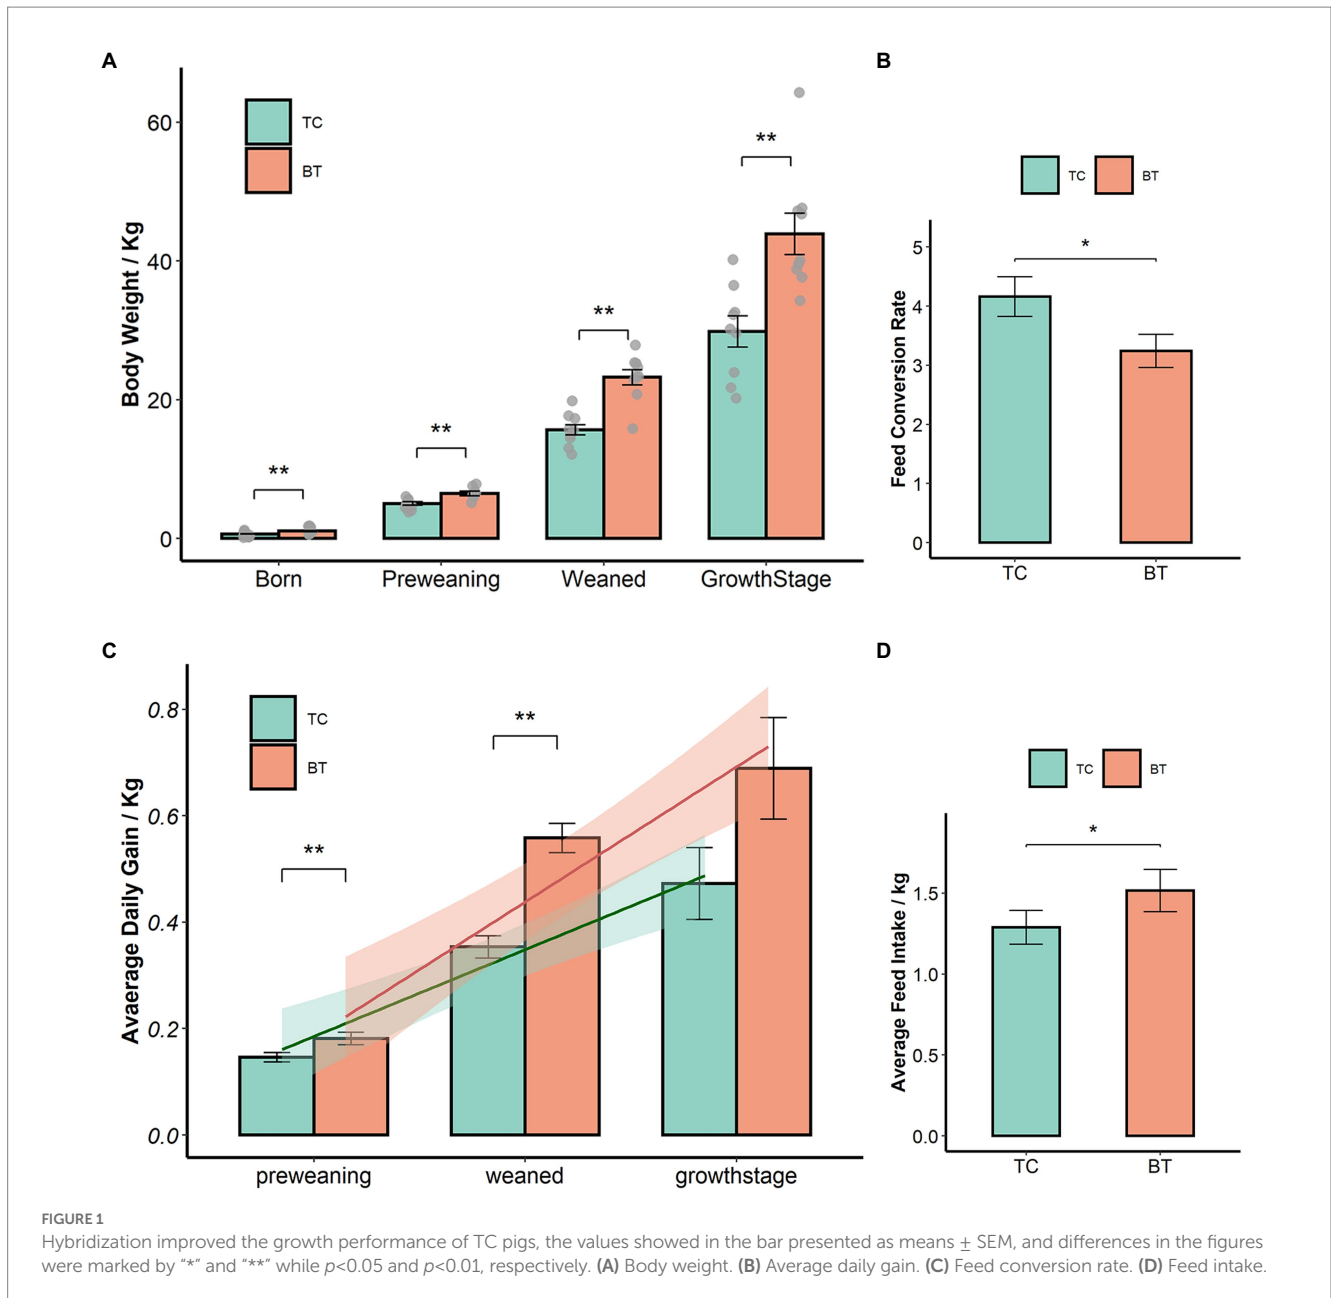 A
Body Weight / Kg
60
40
20
0
TC
BT
**
**
**
**
Born Preweaning Weaned GrowthStage
B
TC BT
Feed Conversion Rate
5
4
3
2
1
0
*
TC BT
C
Avaerage Daily Gain / Kg
0.8
0.6
0.4
0.2
0.0
TC
BT
**
**
preweaning weaned growthstage
D
TC BT
Average Feed Intake / kg
1.5
1.0
0.5
0.0
*
TC BT
FIGURE 1
Hybridization improved the growth performance of TC pigs, the values showed in the bar presented as means ± SEM, and differences in the figures
were marked by “*” and “**” while p<0.05 and p<0.01, respectively. (A) Body weight. (B) Average daily gain. (C) Feed conversion rate. (D) Feed intake.